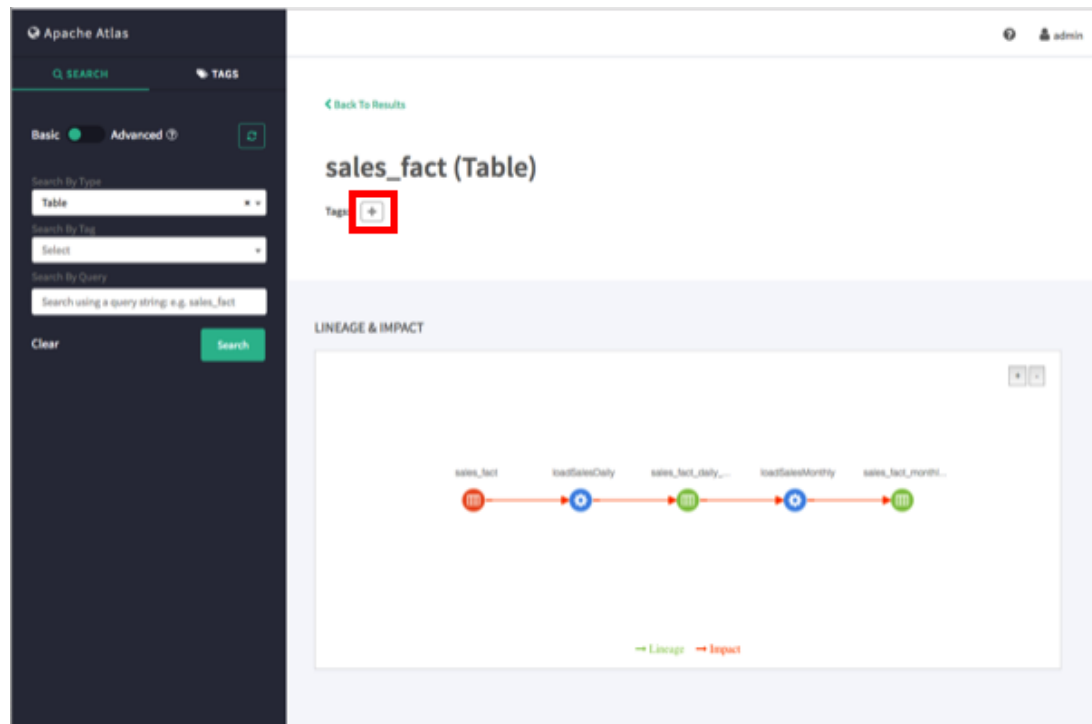 Apache Atlas
admin
SEARCH
TAGS
Back To Results
Basic
Advanced
sales_fact (Table)
Search By Type
Table
Tags:
Search By Tag
Select
Search By Query
Search using a query string: e.g. sales_fact
Clear
Search
LINEAGE & IMPACT
+ -
sales_fact
loadSalesDaily
sales_fact_daily_...
loadSalesMonthly
sales_fact_monthl...
Lineage
Impact